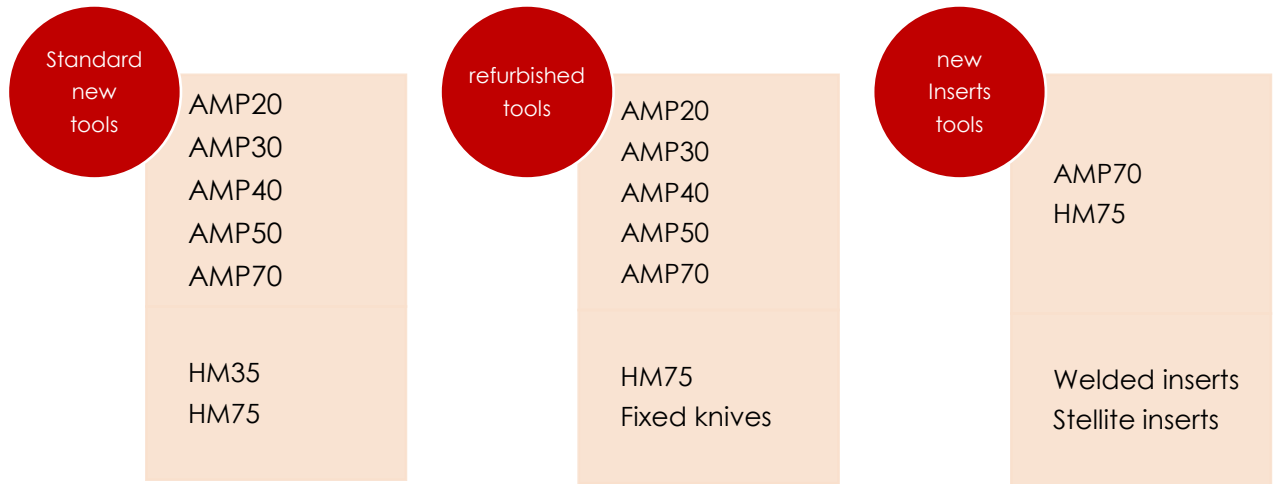 Standard
new
tools
AMP20
AMP30
AMP40
AMP50
AMP70
HM35
HM75
refurbished
tools
AMP20
AMP30
AMP40
AMP50
AMP70
HM75
Fixed knives
new
Inserts
tools
AMP70
HM75
Welded inserts
Stellite inserts